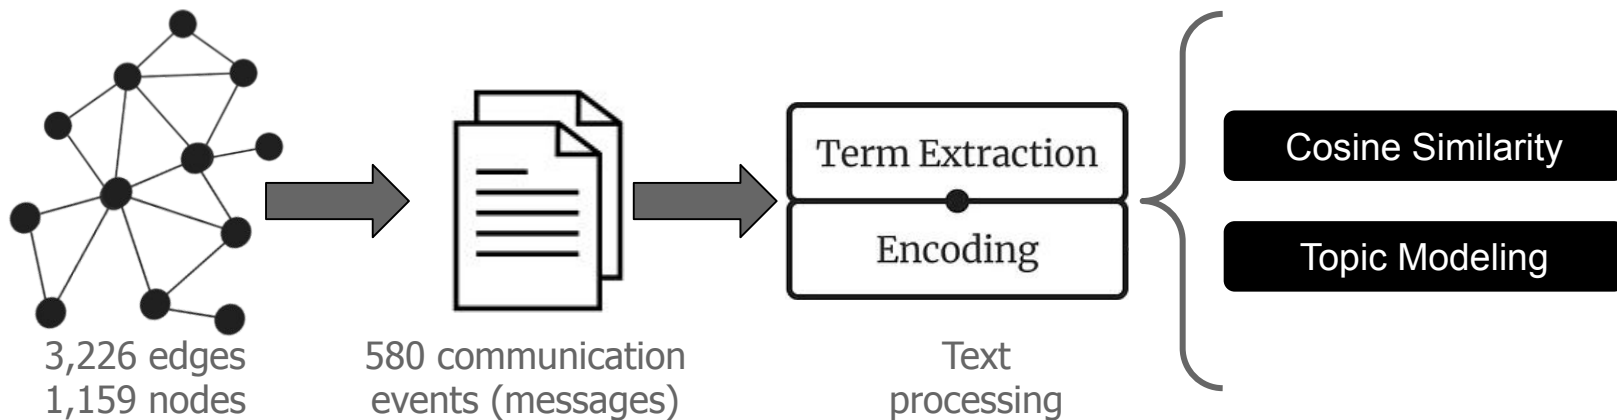 3,226 edges
1,159 nodes
580 communication
events (messages)
Term Extraction
Encoding
Text
processing
Cosine Similarity
Topic Modeling